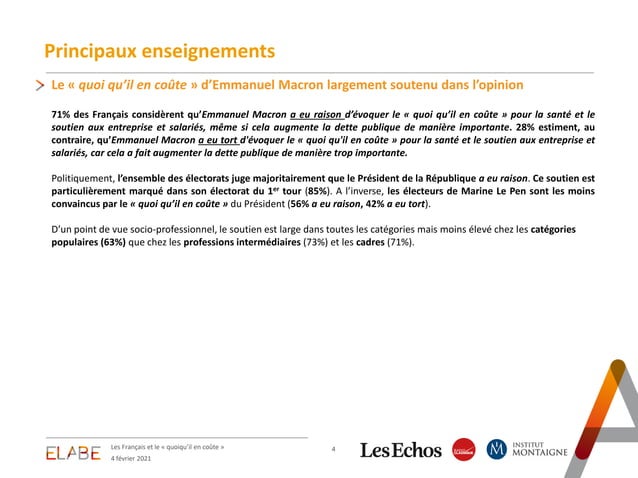 Principaux enseignements
Le « quoi qu’il en coûte » d’Emmanuel Macron largement soutenu dans l’opinion
71% des Français considèrent qu’Emmanuel Macron a eu raison d’évoquer le « quoi qu’il en coûte » pour la santé et le
soutien aux entreprise et salariés, même si cela augmente la dette publique de manière importante. 28% estiment, au
contraire, qu’Emmanuel Macron a eu tort d'évoquer le « quoi qu'il en coûte » pour la santé et le soutien aux entreprise et
salariés, car cela a fait augmenter la dette publique de manière trop importante.
Politiquement, l’ensemble des électorats juge majoritairement que le Président de la République a eu raison. Ce soutien est
particulièrement marqué dans son électorat du 1er tour (85%). A l’inverse, les électeurs de Marine Le Pen sont les moins
convaincus par le « quoi qu’il en coûte » du Président (56% a eu raison, 42% a eu tort).
D’un point de vue socio-professionnel, le soutien est large dans toutes les catégories mais moins élevé chez les catégories
populaires (63%) que chez les professions intermédiaires (73%) et les cadres (71%).
ELABE
Les Français et le « quoiqu’il en coûte »
4 février 2021
4
LesEchos
RADIO CLASSIQUE
INSTITUT
MONTAIGNE